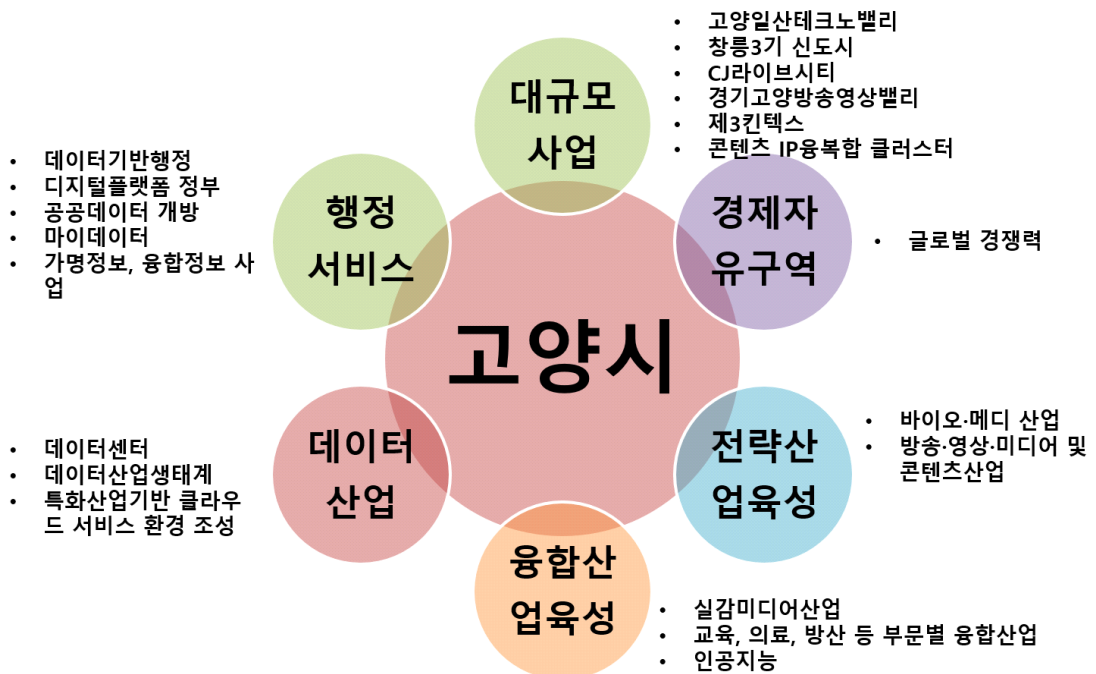 • 고양일산테크노밸리
• 창릉3기 신도시
• CJ라이브시티
• 경기고양방송영상밸리
• 제3킨텍스
• 콘텐츠 IP융복합 클러스터
대규모
사업
• 데이터기반행정
• 디지털플랫폼 정부
• 공공데이터 개방
• 마이데이터
• 가명정보, 융합정보 사
업
행정
서비스
경제자
유구역
• 글로벌 경쟁력
고양시
• 데이터센터
• 데이터산업생태계
• 특화산업기반 클라우
드 서비스 환경 조성
데이터
산업
전략산
업육성
• 바이오·메디 산업
• 방송·영상·미디어 및
콘텐츠산업
융합산
업육성
• 실감미디어산업
• 교육, 의료, 방산 등 부문별 융합산업
• 인공지능